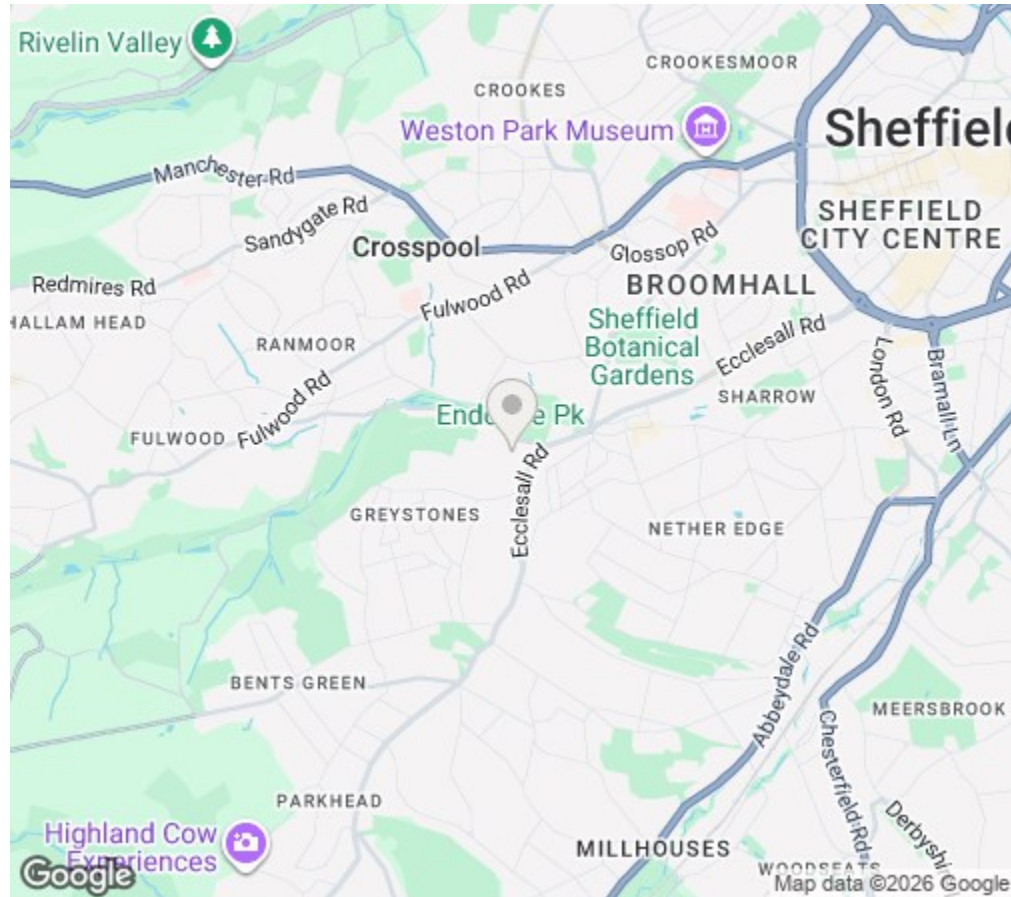 Rivelin Valley
CROOKESMOOR
CROOKES
Weston Park Museum
Sheffield
Manchester Rd
Sandygate Rd
SHEFFIELD
CITY CENTRE
Crosspool
Glossop Rd
Redmires Rd
Fulwood Rd
BROOMHALL
HALLAM HEAD
RANMOOR
Sheffield
Botanical
Gardens
Ecclesall Rd
London Rd
Bramall Ln
SHARROW
Fulwood Rd
Pk
FULWOOD
Ecclesall Rd
GREYSTONES
NETHER EDGE
Abbeydale Rd
BENTS GREEN
MEERSBROOK
Chesterfield Rd
PARKHEAD
Derbyshire
Highland Cow
Experiences
MILLHOUSES
WOODSEATS
Google
Map data ©2026 Google